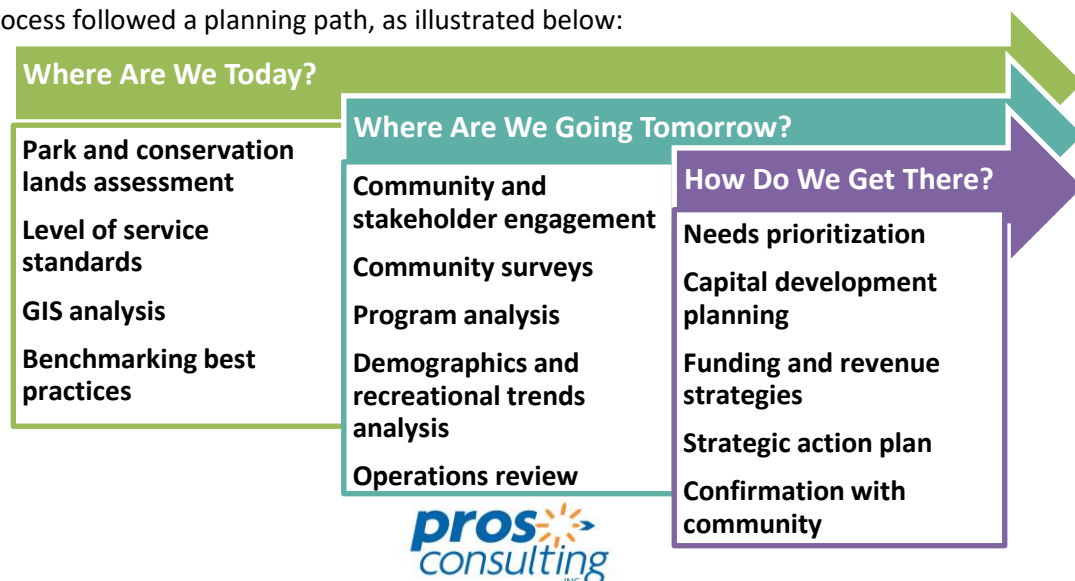 ocess followed a planning path, as illustrated below:
Where Are We Today?
Park and conservation
lands assessment
Level of service
standards
GIS analysis
Benchmarking best
practices
Where Are We Going Tomorrow?
Community and
stakeholder engagement
Community surveys
Program analysis
Demographics and
recreational trends
analysis
Operations review
How Do We Get There?
Needs prioritization
Capital development
planning
Funding and revenue
strategies
Strategic action plan
Confirmation with
community
pros
consulting
INC.